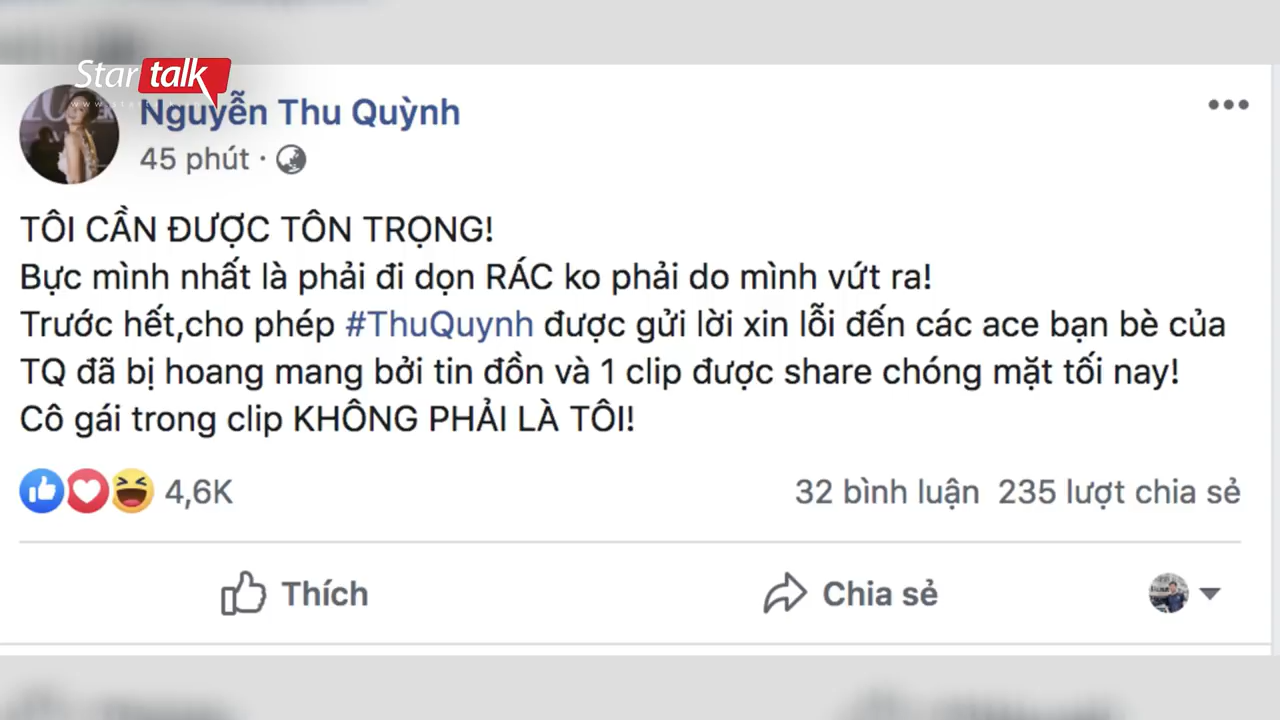 Star talk
Nguyễn Thu Quỳnh
45 phút ·
TÔI CẦN ĐƯỢC TÔN TRỌNG!
Bực mình nhất là phải đi dọn RÁC ko phải do mình vứt ra!
Trước hết,cho phép #ThuQuynh được gửi lời xin lỗi đến các ace bạn bè của
TQ đã bị hoang mang bởi tin đồn và 1 clip được share chóng mặt tối nay!
Cô gái trong clip KHÔNG PHẢI LÀ TÔI!
4,6K
32 bình luận 235 lượt chia sẻ
Thích
Chia sẻ